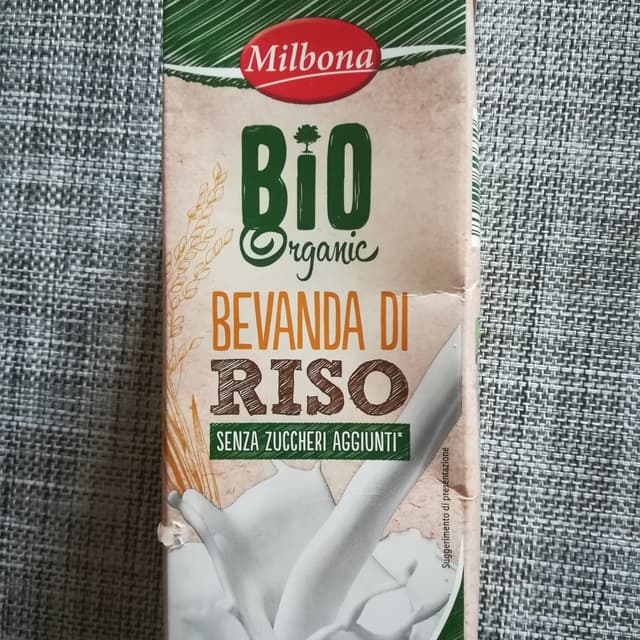 Milbona
BiO
Organic
BEVANDA DI
RISO
SENZA ZUCCHERI AGGIUNTI*
Suggerimento di presentazione